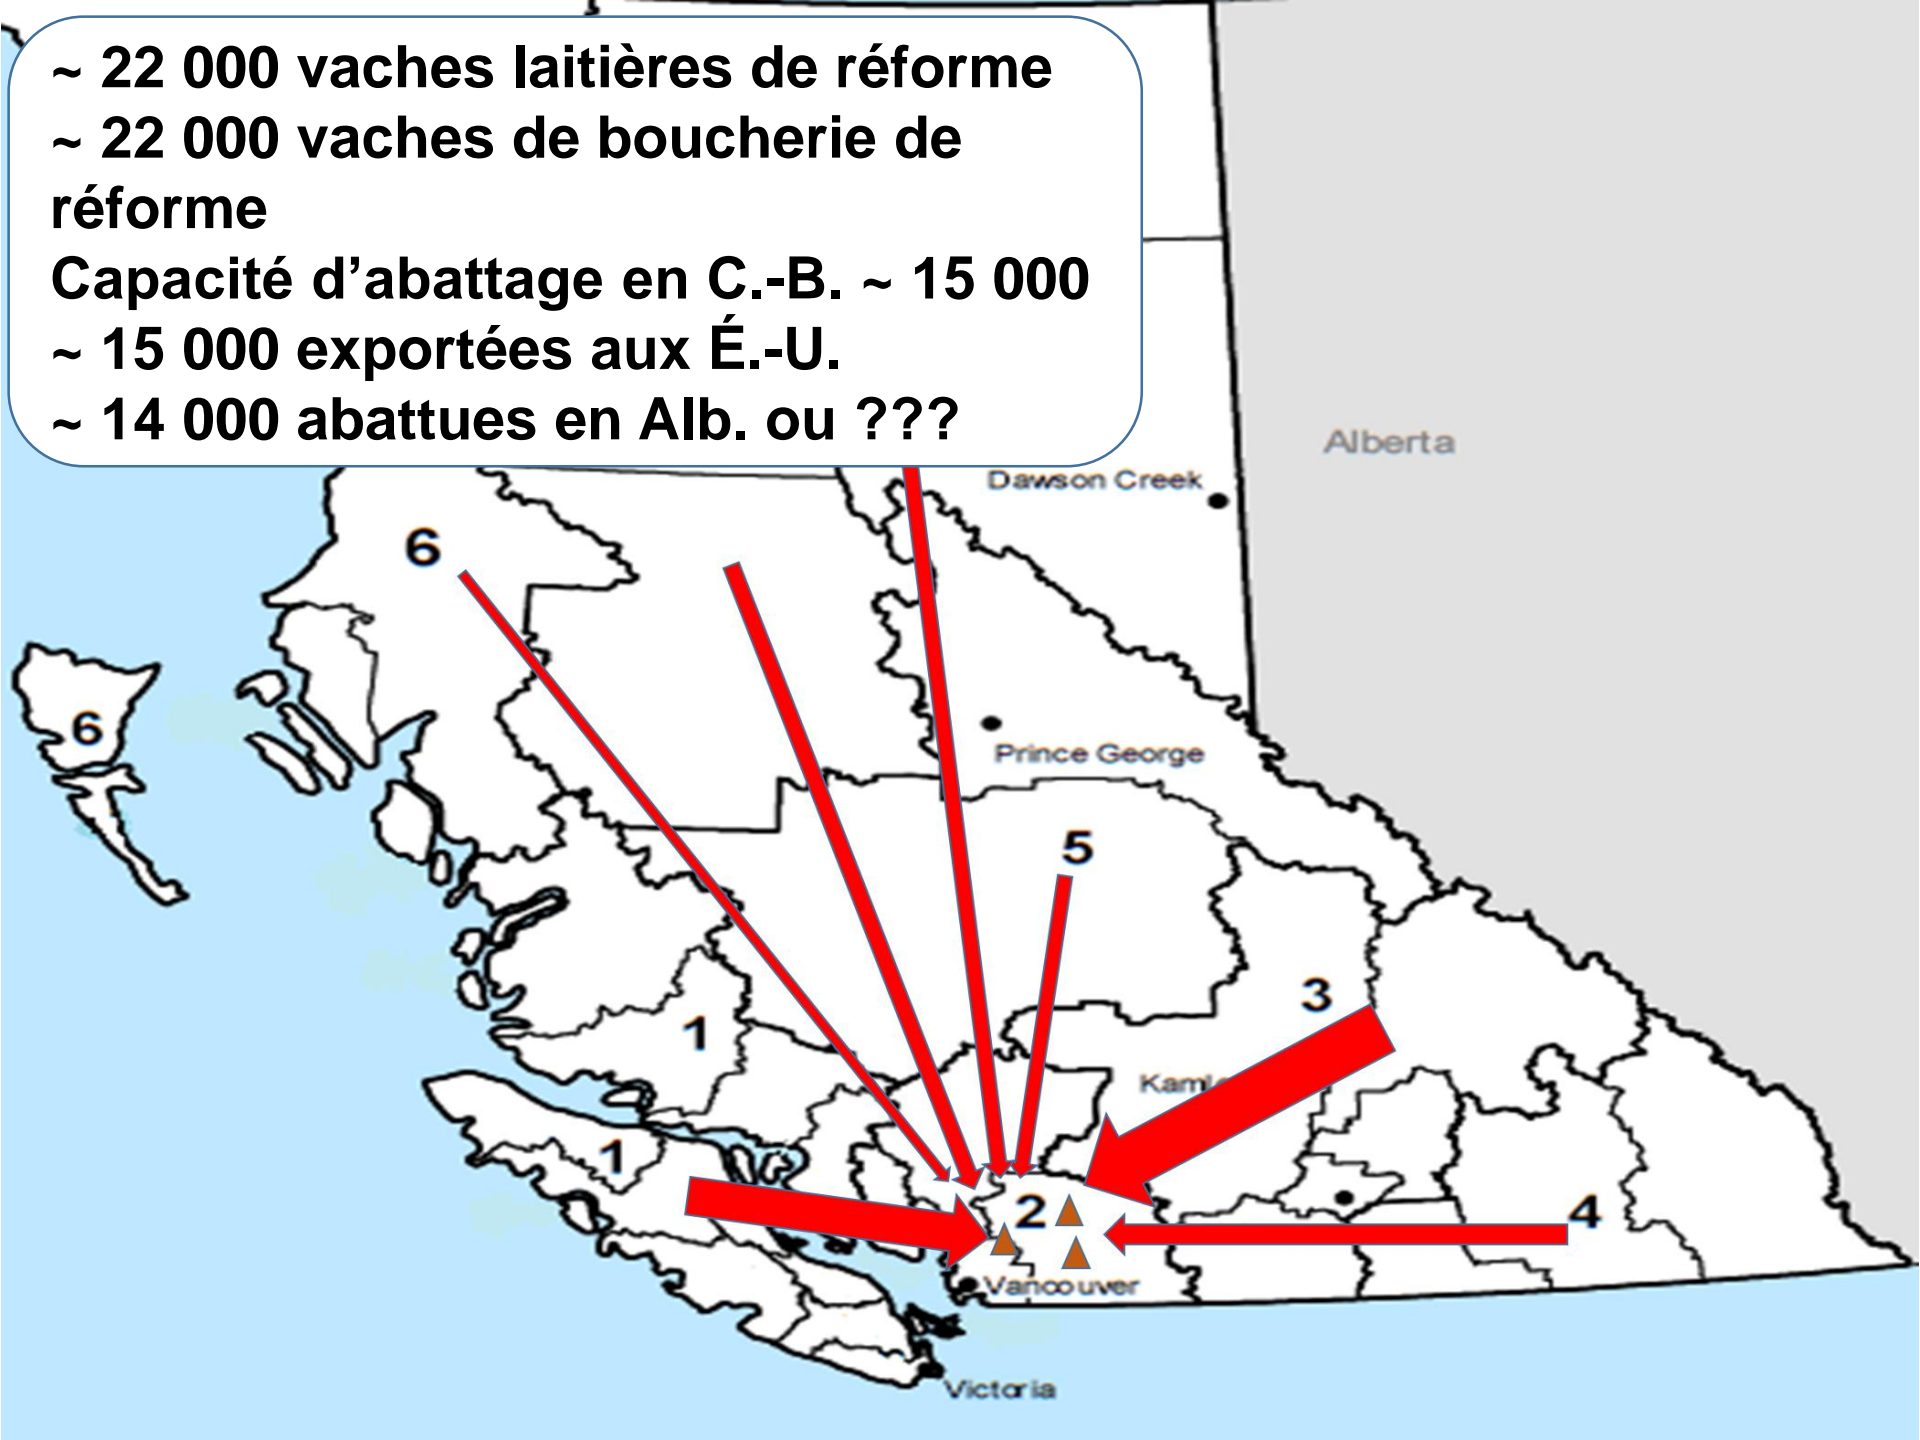 ~ 22 000 vaches laitières de réforme
~ 22 000 vaches de boucherie de
réforme
Capacité d’abattage en C.-B. ~ 15 000
~ 15 000 exportées aux É.-U.
~ 14 000 abattues en Alb. ou ???
Alberta
Dawson Creek
6
6
Prince George
5
3
1
1
2
4
Vancouver
Victoria